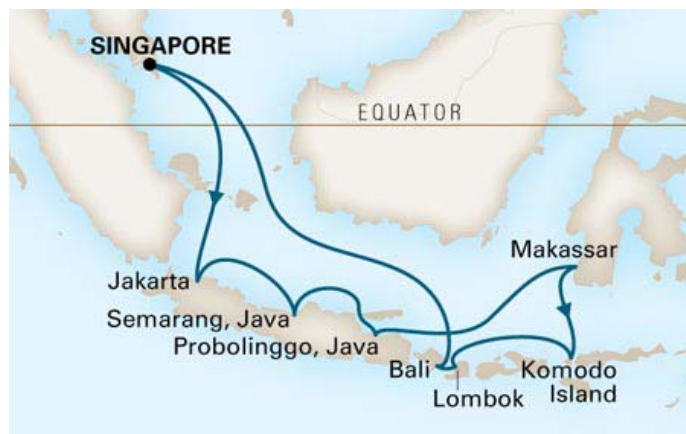 SINGAPORE
EQUATOR
Makassar
Jakarta
Semarang, Java
Probolinggo, Java
Bali
Lombok
Komodo
Island